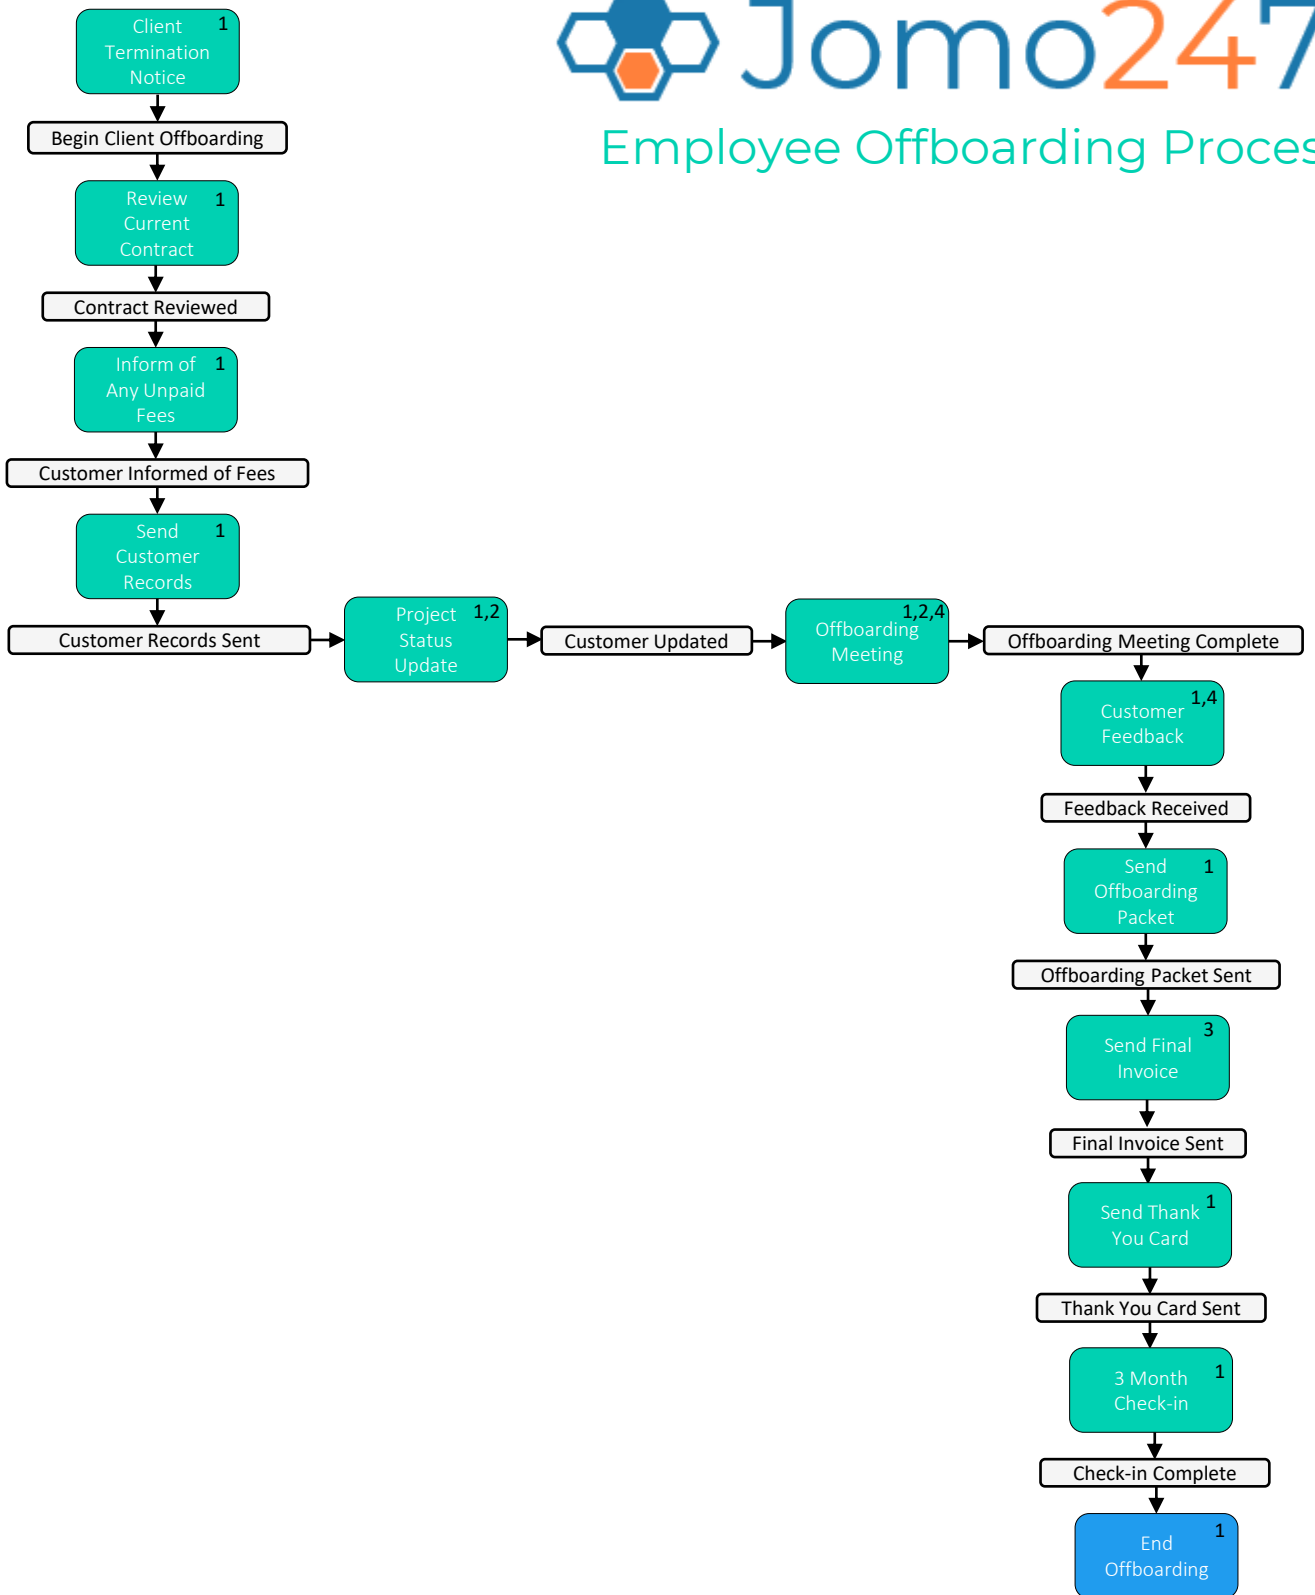 Jomo247
Employee Offboarding Proces
Client 1
Termination
Notice
Begin Client Offboarding
Review 1
Current
Contract
Contract Reviewed
Inform of 1
Any Unpaid
Fees
Customer Informed of Fees
Send 1
Customer
Records
Customer Records Sent
Project 1,2
Status
Update
Customer Updated
1,2,4
Offboarding
Meeting
Offboarding Meeting Complete
1,4
Customer
Feedback
Feedback Received
Send 1
Offboarding
Packet
Offboarding Packet Sent
3
Send Final
Invoice
Final Invoice Sent
1
Send Thank
You Card
Thank You Card Sent
3 Month 1
Check-in
Check-in Complete
1
End
Offboarding